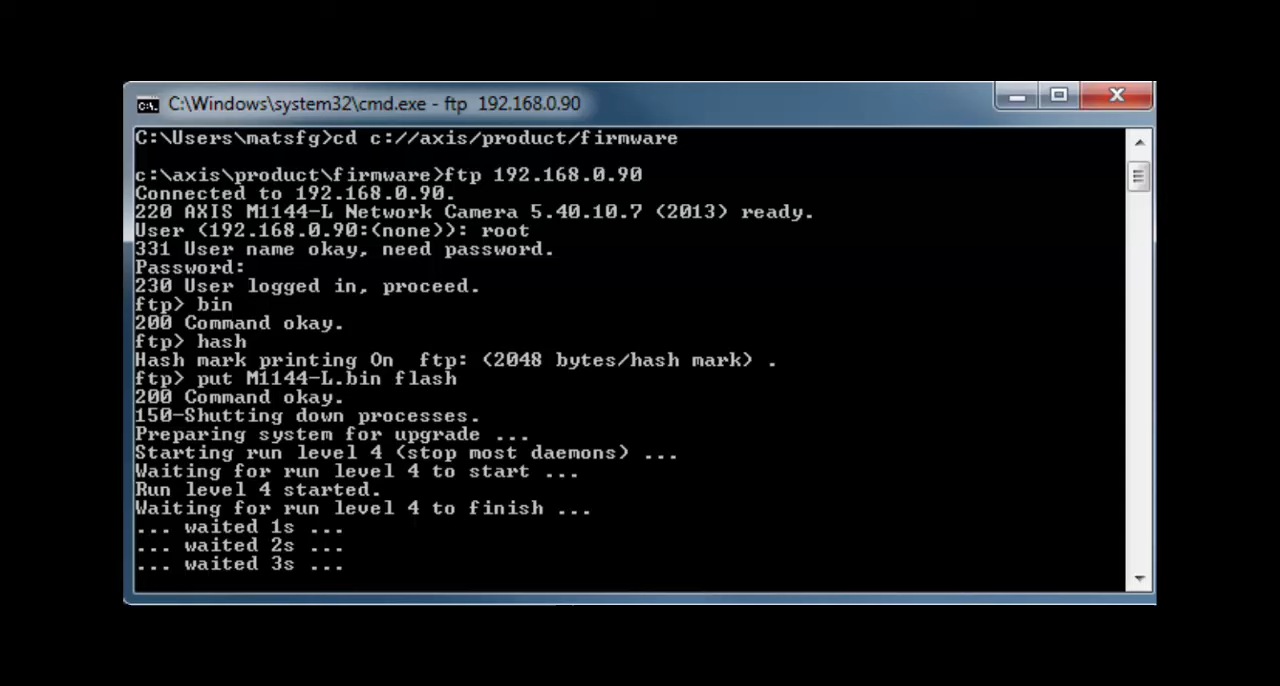 C:\Windows\system32\cmd.exe - ftp 192.168.0.90
C:\Users\matsfg>cd c://axis/product/firmware
c:\axis\product\firmware>ftp 192.168.0.90
Connected to 192.168.0.90.
220 AXIS M1144-L Network Camera 5.40.10.7 (2013) ready.
User (192.168.0.90:(none)): root
331 User name okay, need password.
Password:
230 User logged in, proceed.
ftp> bin
200 Command okay.
ftp> hash
Hash mark printing On  ftp: (2048 bytes/hash mark) .
ftp> put M1144-L.bin flash
200 Command okay.
150-Shutting down processes.
Preparing system for upgrade ...
Starting run level 4 (stop most daemons) ...
Waiting for run level 4 to start ...
Run level 4 started.
Waiting for run level 4 to finish ...
... waited 1s ...
... waited 2s ...
... waited 3s ...